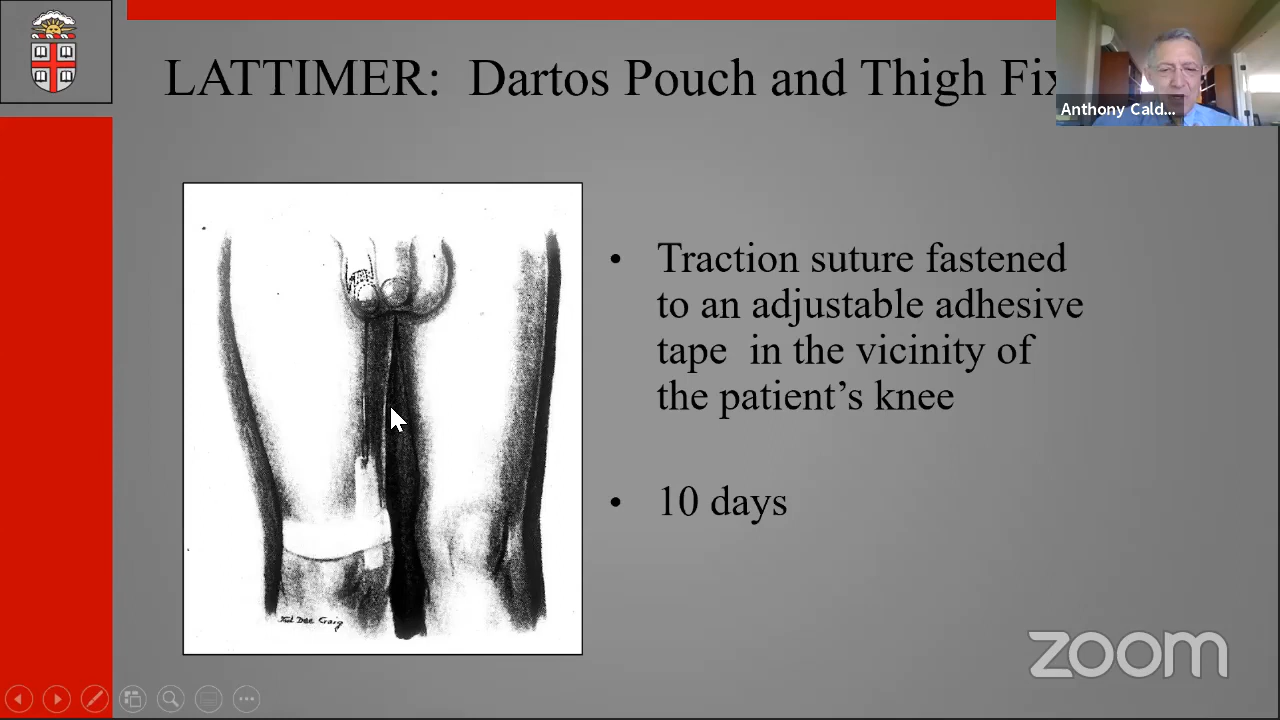 LATTIMER: Dartos Pouch and Thigh Fix
Anthony Cald...
• Traction suture fastened
to an adjustable adhesive
tape in the vicinity of
the patient’s knee
• 10 days
zoom